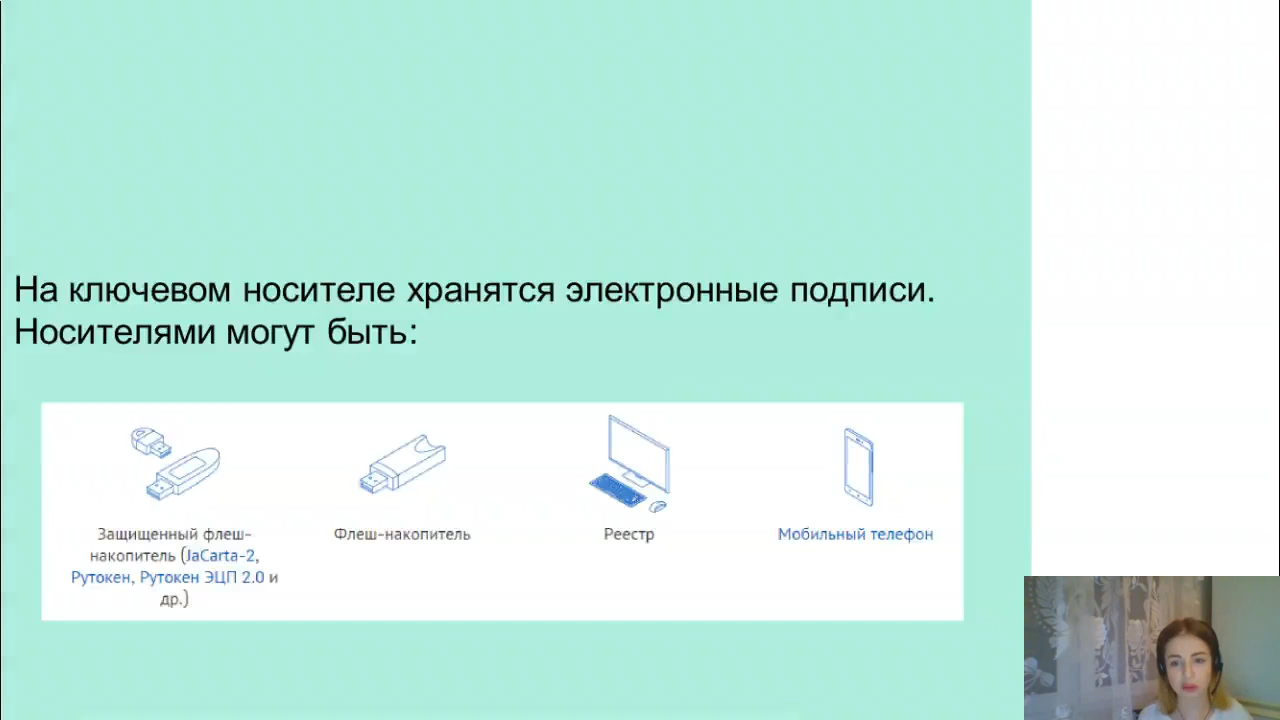 На ключевом носителе хранятся электронные подписи.
Носителями могут быть:
Защищенный флеш-
накопитель (JaCarta-2,
Рутокен, Рутокен ЭЦП 2.0 и
др.)
Флеш-накопитель
Реестр
Мобильный телефон